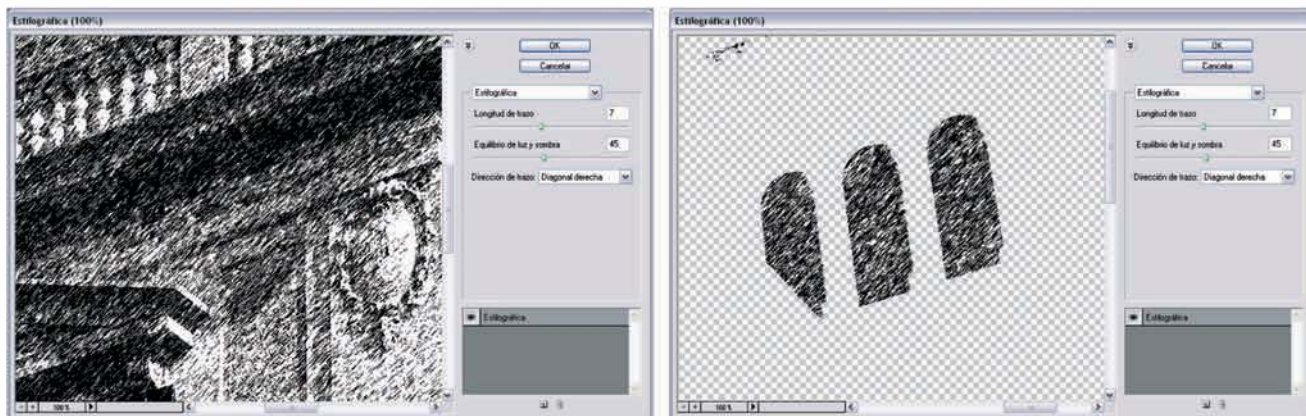 Estilográfica (100%)
OK
Cancelar
Estilográfica
Longitud de trazo 7
Equilibrio de luz y sombra 45
Dirección de trazo: Diagonal derecha
Estilográfica
100%
Estilográfica (100%)
OK
Cancelar
Estilográfica
Longitud de trazo 7
Equilibrio de luz y sombra 45
Dirección de trazo: Diagonal derecha
Estilográfica
100%